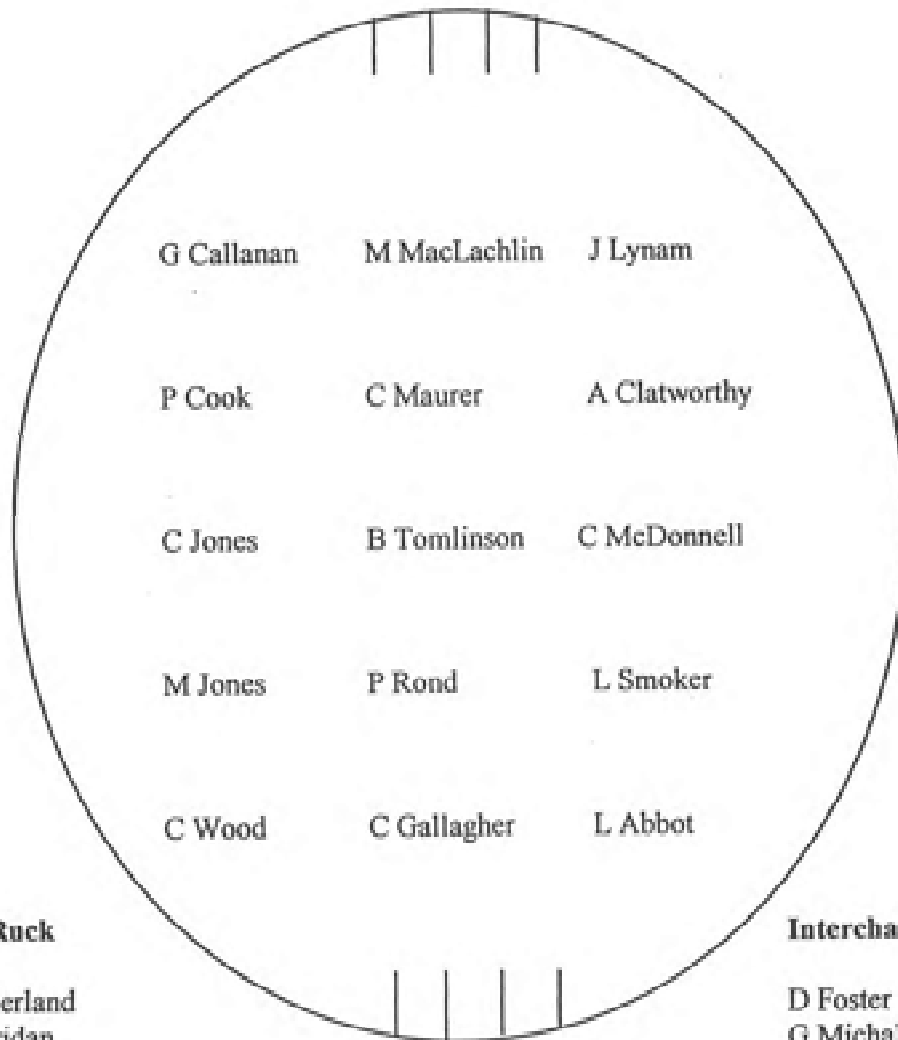 G Callanan M MacLachlin J Lynam
P Cook C Maurer A Clatworthy
C Jones B Tomlinson C McDonnell
M Jones P Rond L Smoker
C Wood C Gallagher L Abbot
Ruck
D Foster